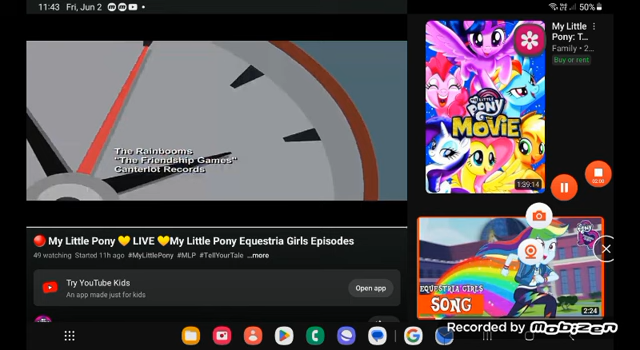 11:43 Fri, Jun 2
50%
The Rainbooms
"The Friendship Games"
Canterlot Records
My Little Pony LIVE My Little Pony Equestria Girls Episodes
49 watching Started 11h ago #MyLittlePony #MLP #TellYourTale ...more
Try YouTube Kids
An app made just for kids
Open app
My Little
Pony: T...
Family • 2...
Buy or rent
my LITTLE
PONY
THE
MOVIE
1:39:14
EQUESTRIA GIRLS
SONG
2:24
Recorded by mobizen